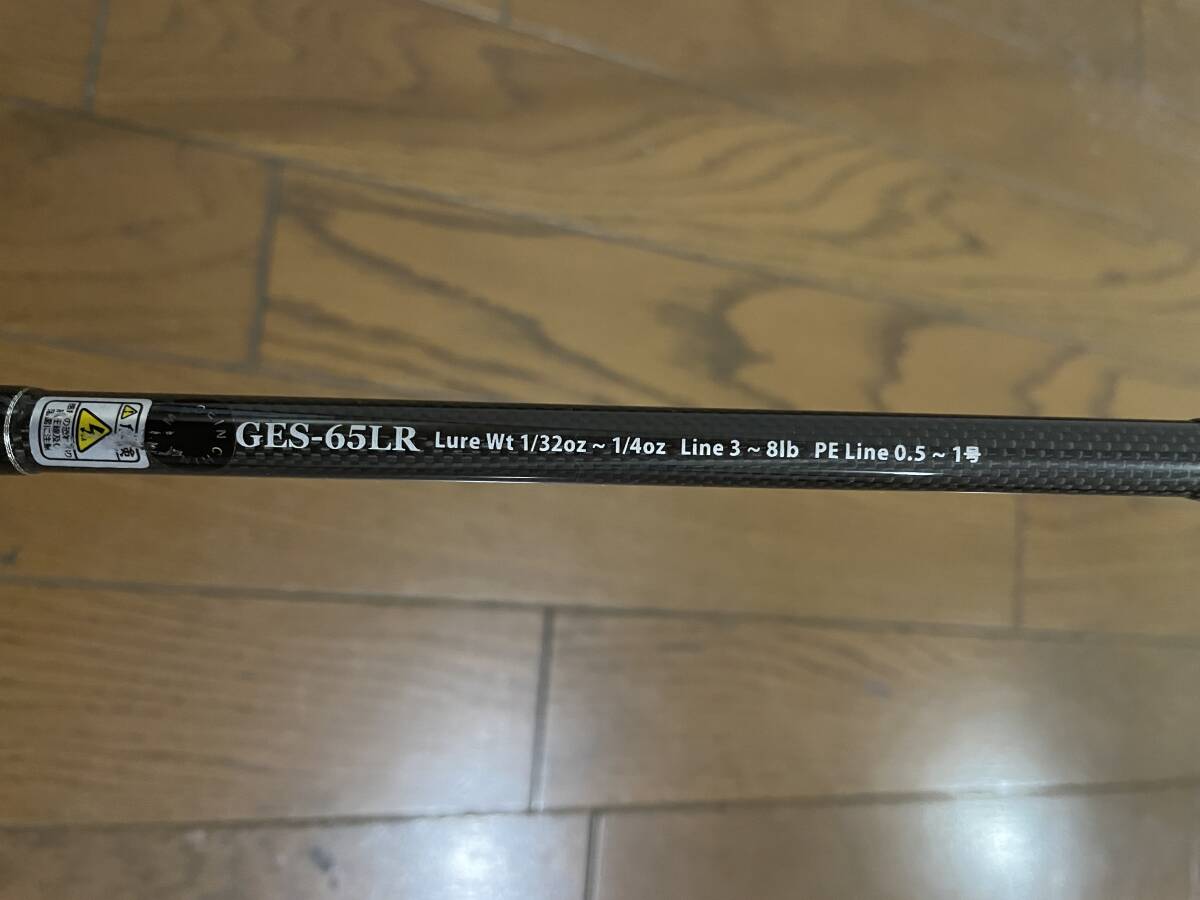 GES-65LR Lure Wt 1/32oz ~ 1/4oz Line 3 ~ 8lb PE Line 0.5 ~ 1号